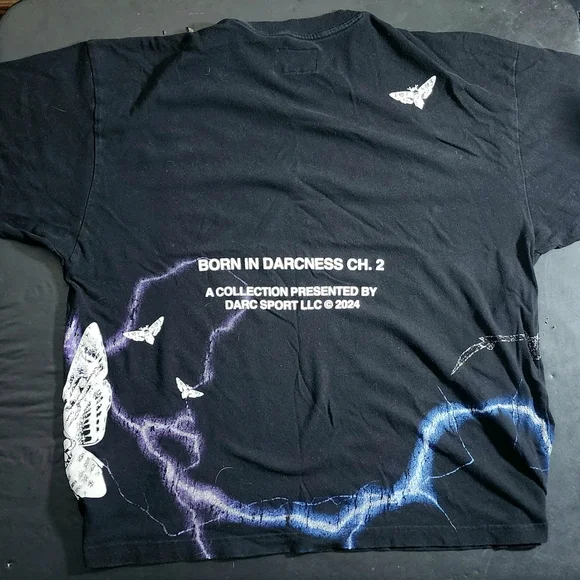 BORN IN DARCNESS CH. 2
A COLLECTION PRESENTED BY
DARC SPORT LLC © 2024